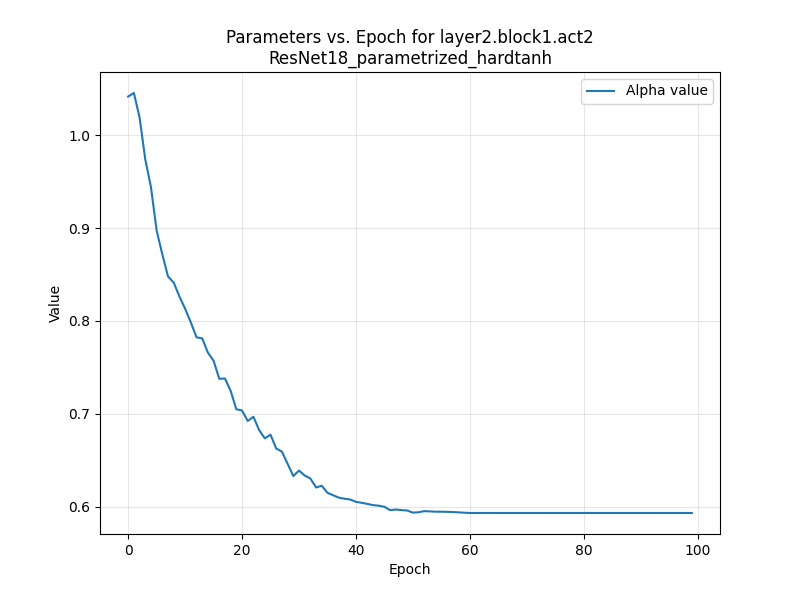 Parameters vs. Epoch for layer2.block1.act2
ResNet18_parametrized_hardtanh
Alpha value
1.0
0.9
0.8
0.7
0.6
Value
0
20
40
60
80
100
Epoch